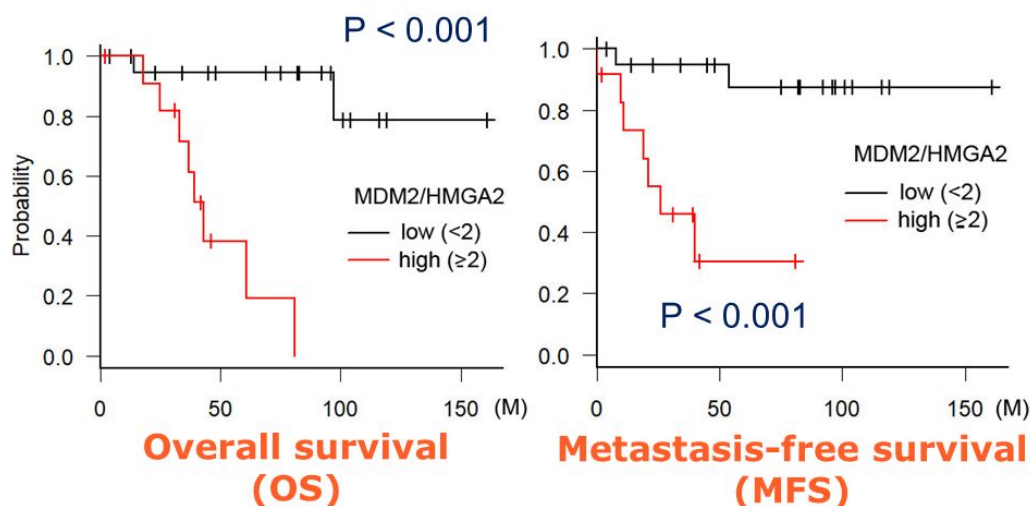 P < 0.001
Probability
1.0
0.8
0.6
0.4
0.2
0.0
MDM2/HMGA2
low (<2)
high (≥2)
0 50 100 150 (M)
Overall survival
(OS)
1.0
0.8
0.6
0.4
0.2
0.0
MDM2/HMGA2
low (<2)
high (≥2)
P < 0.001
0 50 100 150 (M)
Metastasis-free survival
(MFS)